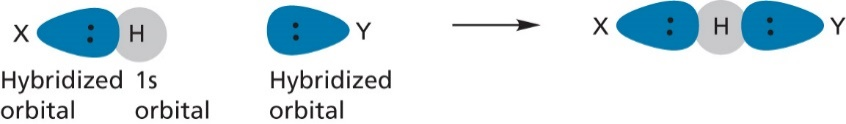 X : H : Y X : H : Y
Hybridized 1s Hybridized
orbital orbital orbital